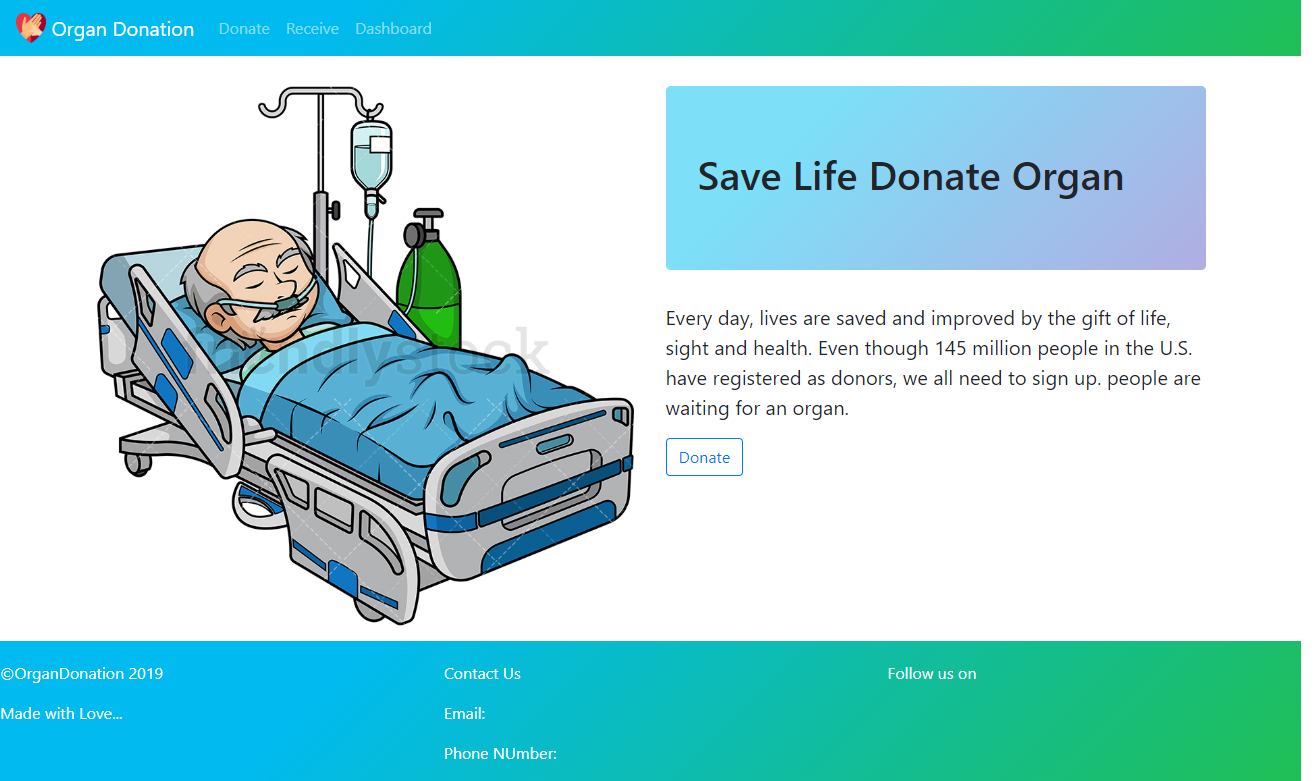 Organ Donation Donate Receive Dashboard
Save Life Donate Organ
Every day, lives are saved and improved by the gift of life,
sight and health. Even though 145 million people in the U.S.
have registered as donors, we all need to sign up. people are
waiting for an organ.
Donate
©OrganDonation 2019
Made with Love...
Contact Us
Email:
Phone NUmber:
Follow us on